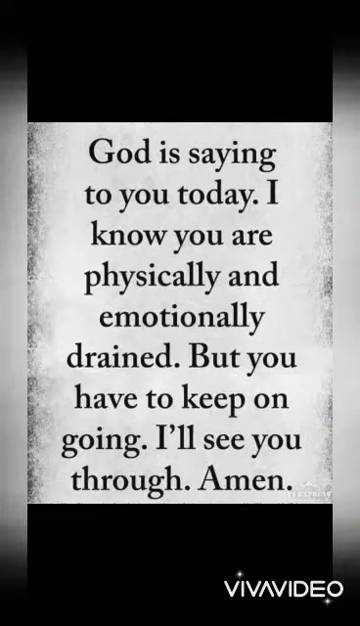 God is saying
to you today. I
know you are
physically and
emotionally
drained. But you
have to keep on
going. I'll see you
through. Amen.
VIVAVIDEO